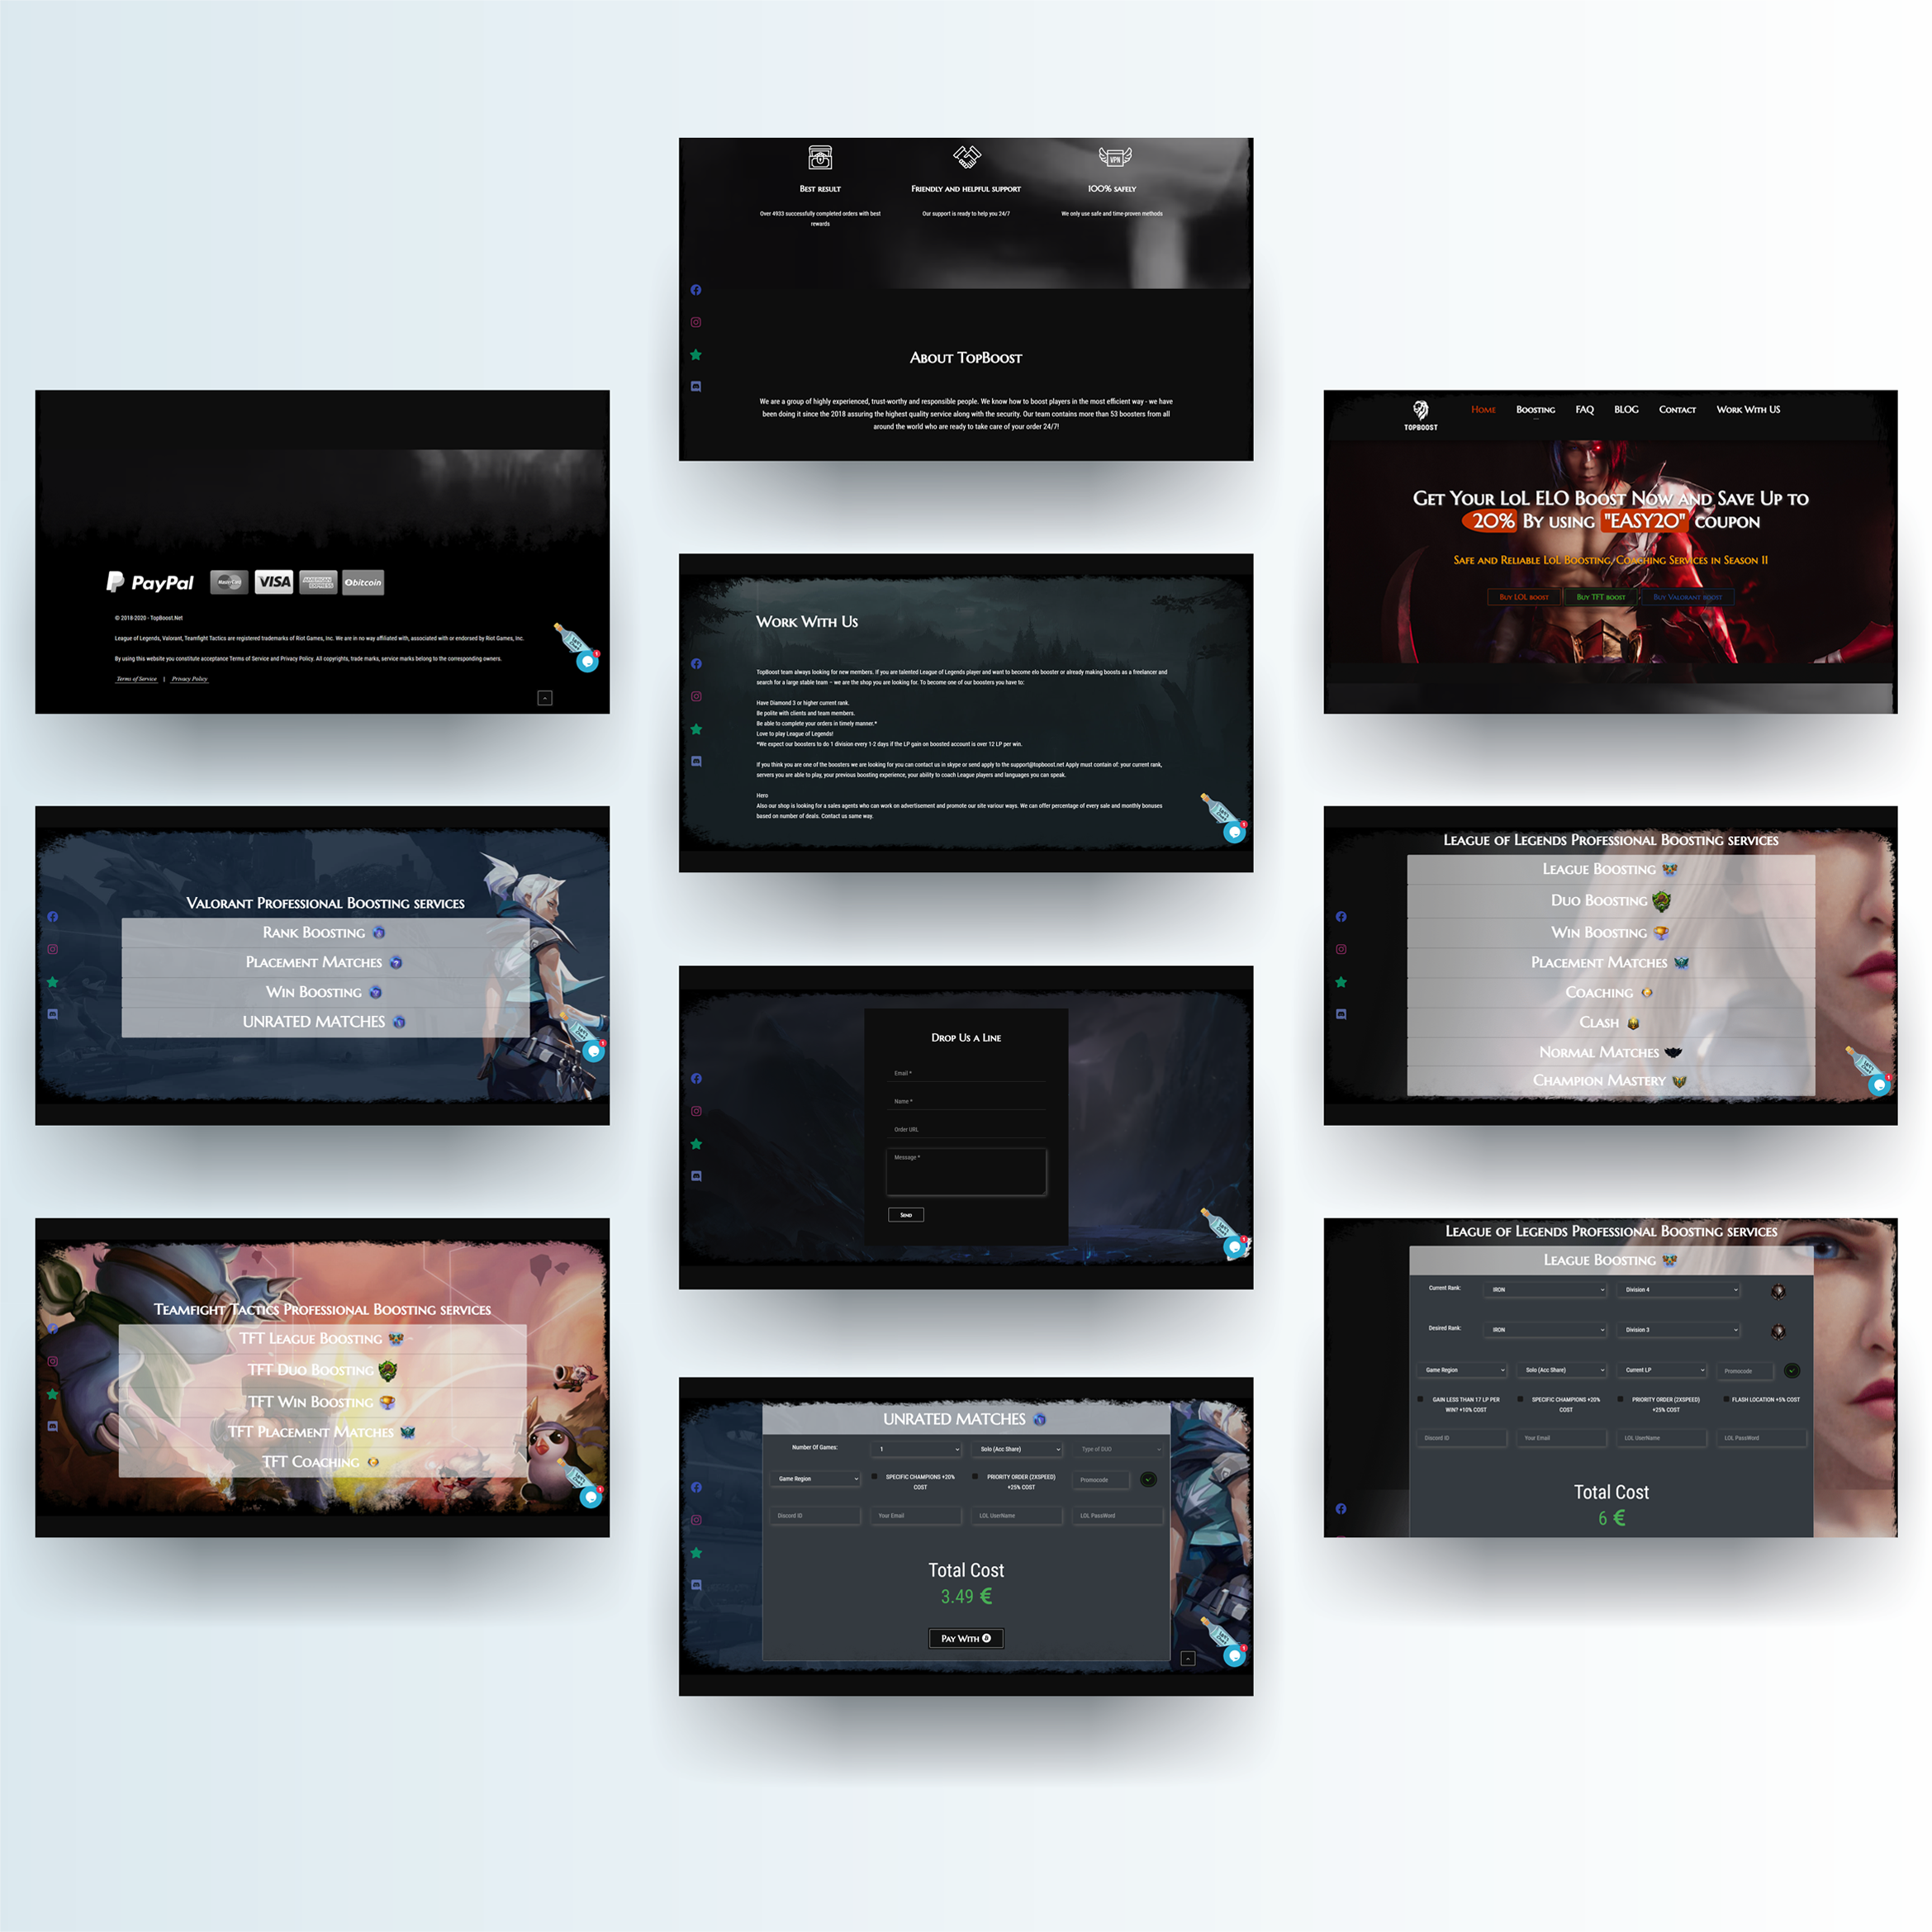 PayPal
MasterCard
VISA
AMERICAN EXPRESS
bitcoin
© 2018-2020 - TopBoost.Net
League of Legends, Valorant, Teamfight Tactics are registered trademarks of Riot Games, Inc. We are in no way affiliated with, associated with or endorsed by Riot Games, Inc.
By using this website you constitute acceptance Terms of Service and Privacy Policy. All copyrights, trade marks, service marks belong to the corresponding owners.
Terms of Service | Privacy Policy
1
Valorant Professional Boosting services
Rank Boosting
Placement Matches
Win Boosting
UNRATED MATCHES
1
Teamfight Tactics Professional Boosting services
TFT League Boosting
TFT Duo Boosting
TFT Win Boosting
TFT Placement Matches
TFT Coaching
1
VPN
Best result
Friendly and helpful support
100% safely
Over 4933 successfully completed orders with best
rewards
Our support is ready to help you 24/7
We only use safe and time-proven methods
About TopBoost
We are a group of highly experienced, trust-worthy and responsible people. We know how to boost players in the most efficient way - we have
been doing it since the 2018 assuring the highest quality service along with the security. Our team contains more than 53 boosters from all
around the world who are ready to take care of your order 24/7!
Work With Us
TopBoost team always looking for new members. If you are talented League of Legends player and want to become elo booster or already making boosts as a freelancer and
search for a large stable team – we are the shop you are looking for. To become one of our boosters you have to:
Have Diamond 3 or higher current rank.
Be polite with clients and team members.
Be able to complete your orders in timely manner.*
Love to play League of Legends!
*We expect our boosters to do 1 division every 1-2 days if the LP gain on boosted account is over 12 LP per win.
If you think you are one of the boosters we are looking for you can contact us in skype or send apply to the support@topboost.net Apply must contain of: your current rank,
servers you are able to play, your previous boosting experience, your ability to coach League players and languages you can speak.
Hero
Also our shop is looking for a sales agents who can work on advertisement and promote our site variour ways. We can offer percentage of every sale and monthly bonuses
based on number of deals. Contact us same way.
1
Drop Us a Line
Email *
Name *
Order URL
Message *
Send
1
UNRATED MATCHES
Number Of Games:
1
Solo (Acc Share)
Type of DUO
Game Region
SPECIFIC CHAMPIONS +20%
COST
PRIORITY ORDER (2XSPEED)
+25% COST
Promocode
Discord ID
Your Email
LOL UserName
LOL PassWord
Total Cost
3.49 €
Pay With
1
TOPBOOST
Home
Boosting
FAQ
BLOG
Contact
Work With US
Get Your LoL ELO Boost Now and Save Up to
20% By using "EASY20" coupon
Safe and Reliable LoL Boosting, Coaching Services in Season 11
Buy LOL boost
Buy TFT boost
Buy Valorant boost
League of Legends Professional Boosting services
League Boosting
Duo Boosting
Win Boosting
Placement Matches
Coaching
Clash
Normal Matches
Champion Mastery
1
League of Legends Professional Boosting services
League Boosting
Current Rank:
IRON
Division 4
Desired Rank:
IRON
Division 3
Game Region
Solo (Acc Share)
Current LP
Promocode
GAIN LESS THAN 17 LP PER
WIN? +10% COST
SPECIFIC CHAMPIONS +20%
COST
PRIORITY ORDER (2XSPEED)
+25% COST
FLASH LOCATION +5% COST
Discord ID
Your Email
LOL UserName
LOL PassWord
Total Cost
6 €